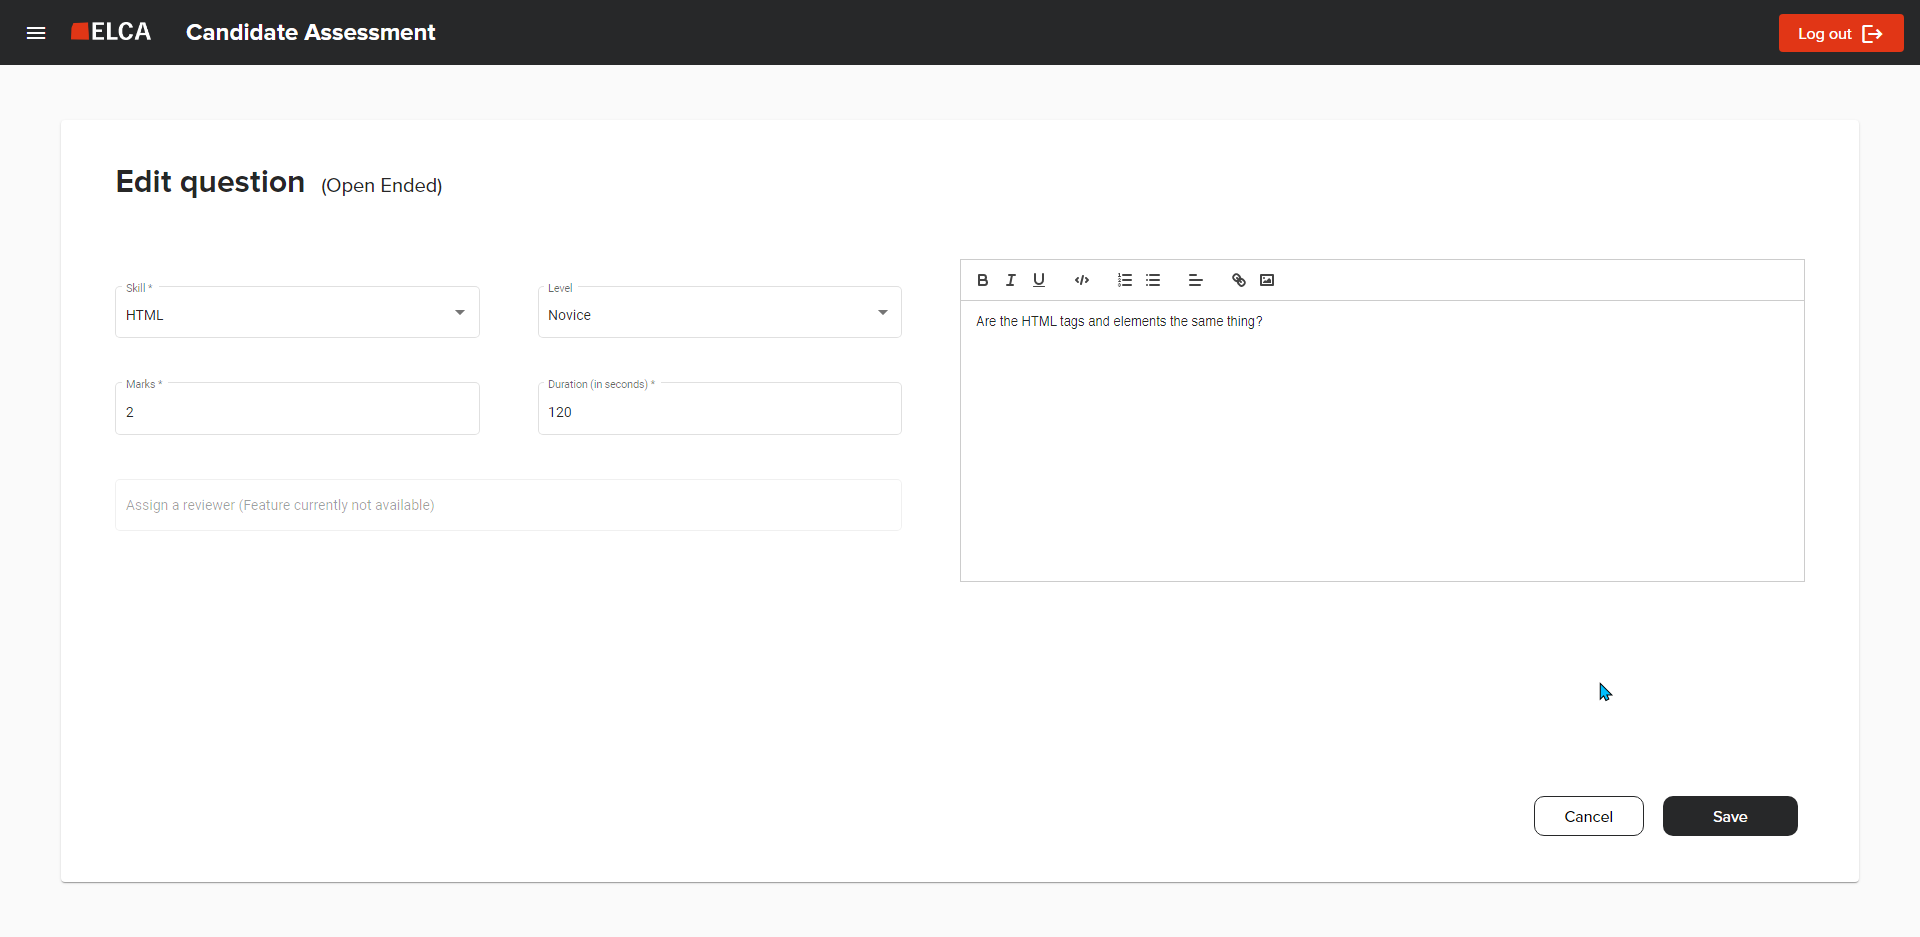 ELCA Candidate Assessment Log out
Edit question (Open Ended)
Skill * Level
HTML Novice
Are the HTML tags and elements the same thing?
Marks * Duration (in seconds) *
2 120
Assign a reviewer (Feature currently not available)
Cancel Save